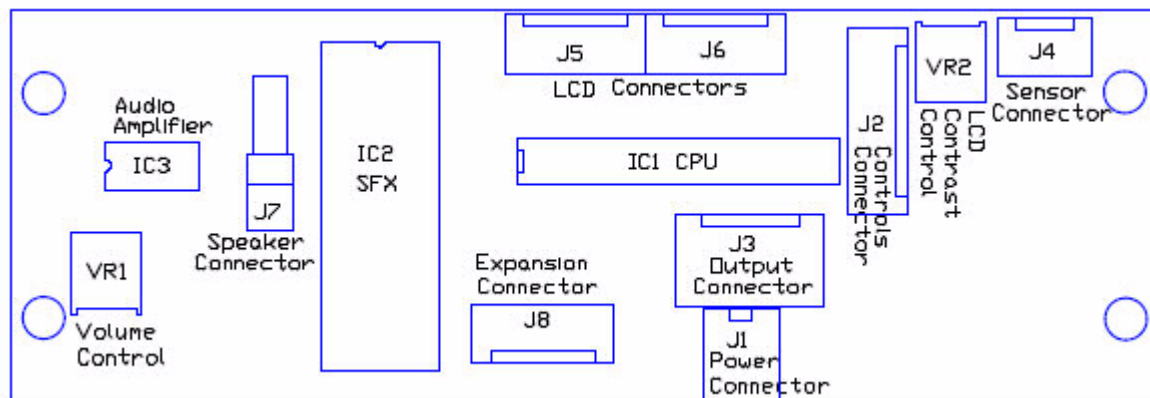 Audio
Amplifier
IC3
VR1
Volume
Control
J7
Speaker
Connector
IC2
SFX
J5
J6
LCD Connectors
IC1 CPU
Expansion
Connector
J8
J3
Output
Connector
J1
Power
Connector
J2 Controls
Connector
VR2
LCD
Contrast
Control
J4
Sensor
Connector